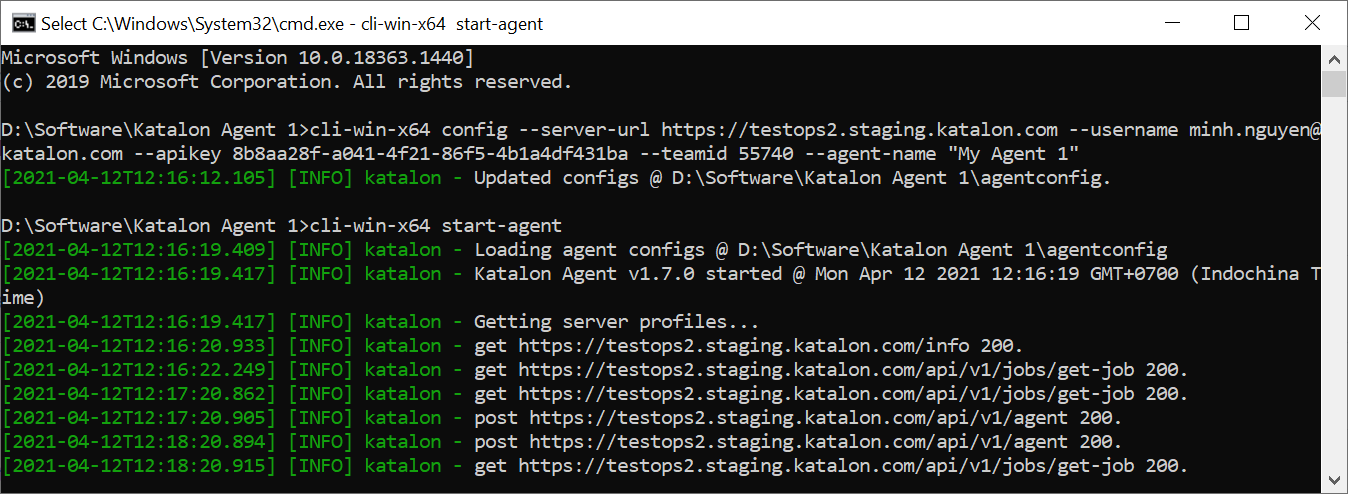 Select C:\Windows\System32\cmd.exe - cli-win-x64  start-agent
Microsoft Windows [Version 10.0.18363.1440]
(c) 2019 Microsoft Corporation. All rights reserved.
D:\Software\Katalon Agent 1>cli-win-x64 config --server-url https://testops2.staging.katalon.com --username minh.nguyen@
katalon.com --apikey 8b8aa28f-a041-4f21-86f5-4b1a4df431ba --teamid 55740 --agent-name "My Agent 1"
[2021-04-12T12:16:12.105] [INFO] katalon - Updated configs @ D:\Software\Katalon Agent 1\agentconfig.
D:\Software\Katalon Agent 1>cli-win-x64 start-agent
[2021-04-12T12:16:19.409] [INFO] katalon - Loading agent configs @ D:\Software\Katalon Agent 1\agentconfig
[2021-04-12T12:16:19.417] [INFO] katalon - Katalon Agent v1.7.0 started @ Mon Apr 12 2021 12:16:19 GMT+0700 (Indochina T
ime)
[2021-04-12T12:16:19.417] [INFO] katalon - Getting server profiles...
[2021-04-12T12:16:20.933] [INFO] katalon - get https://testops2.staging.katalon.com/info 200.
[2021-04-12T12:16:22.249] [INFO] katalon - get https://testops2.staging.katalon.com/api/v1/jobs/get-job 200.
[2021-04-12T12:17:20.862] [INFO] katalon - get https://testops2.staging.katalon.com/api/v1/jobs/get-job 200.
[2021-04-12T12:17:20.905] [INFO] katalon - post https://testops2.staging.katalon.com/api/v1/agent 200.
[2021-04-12T12:18:20.894] [INFO] katalon - post https://testops2.staging.katalon.com/api/v1/agent 200.
[2021-04-12T12:18:20.915] [INFO] katalon - get https://testops2.staging.katalon.com/api/v1/jobs/get-job 200.